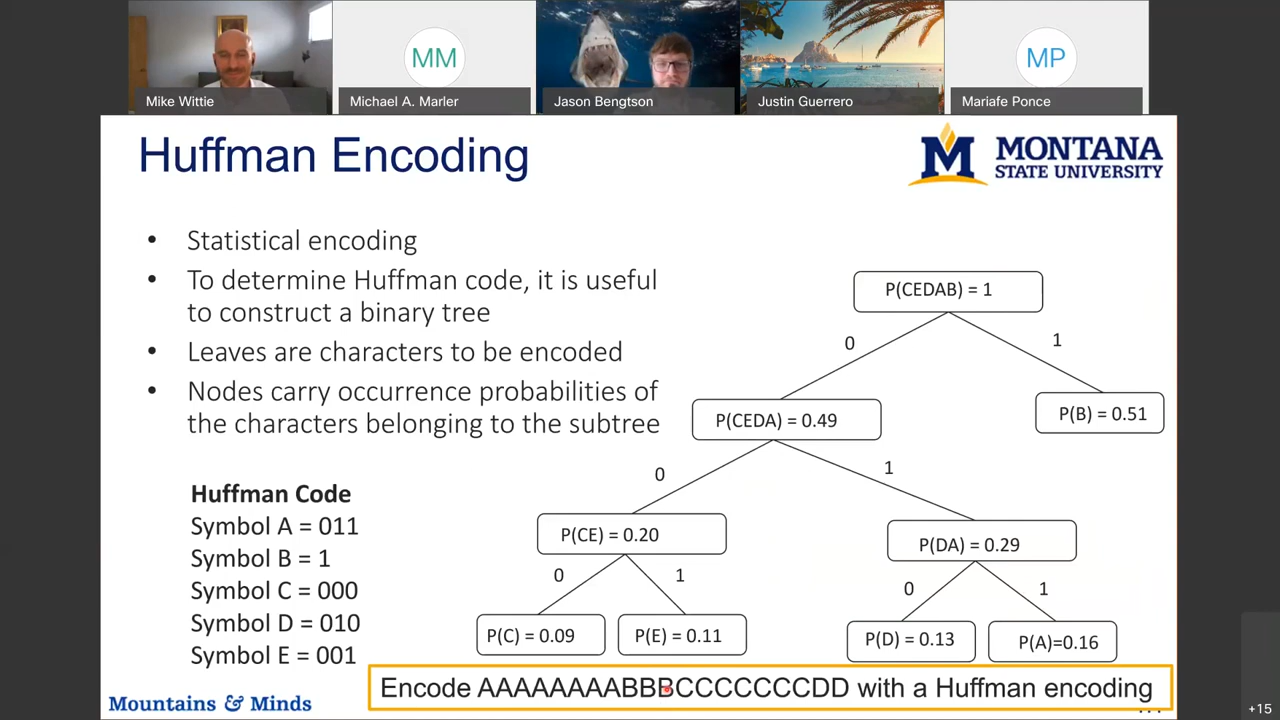 MM
MP
Mike Wittie
Michael A. Marler
Jason Bengtson
Justin Guerrero
Mariafe Ponce
Huffman Encoding
M MONTANA
STATE UNIVERSITY
• Statistical encoding
• To determine Huffman code, it is useful
to construct a binary tree
• Leaves are characters to be encoded
• Nodes carry occurrence probabilities of
the characters belonging to the subtree
Huffman Code
Symbol A = 011
Symbol B = 1
Symbol C = 000
Symbol D = 010
Symbol E = 001
P(CEDAB) = 1
0
1
P(CEDA) = 0.49
P(B) = 0.51
0
1
P(CE) = 0.20
P(DA) = 0.29
0
1
0
1
P(C) = 0.09
P(E) = 0.11
P(D) = 0.13
P(A)=0.16
Encode AAAAAAAABBBCCCCCCCDD with a Huffman encoding
Mountains & Minds
+15